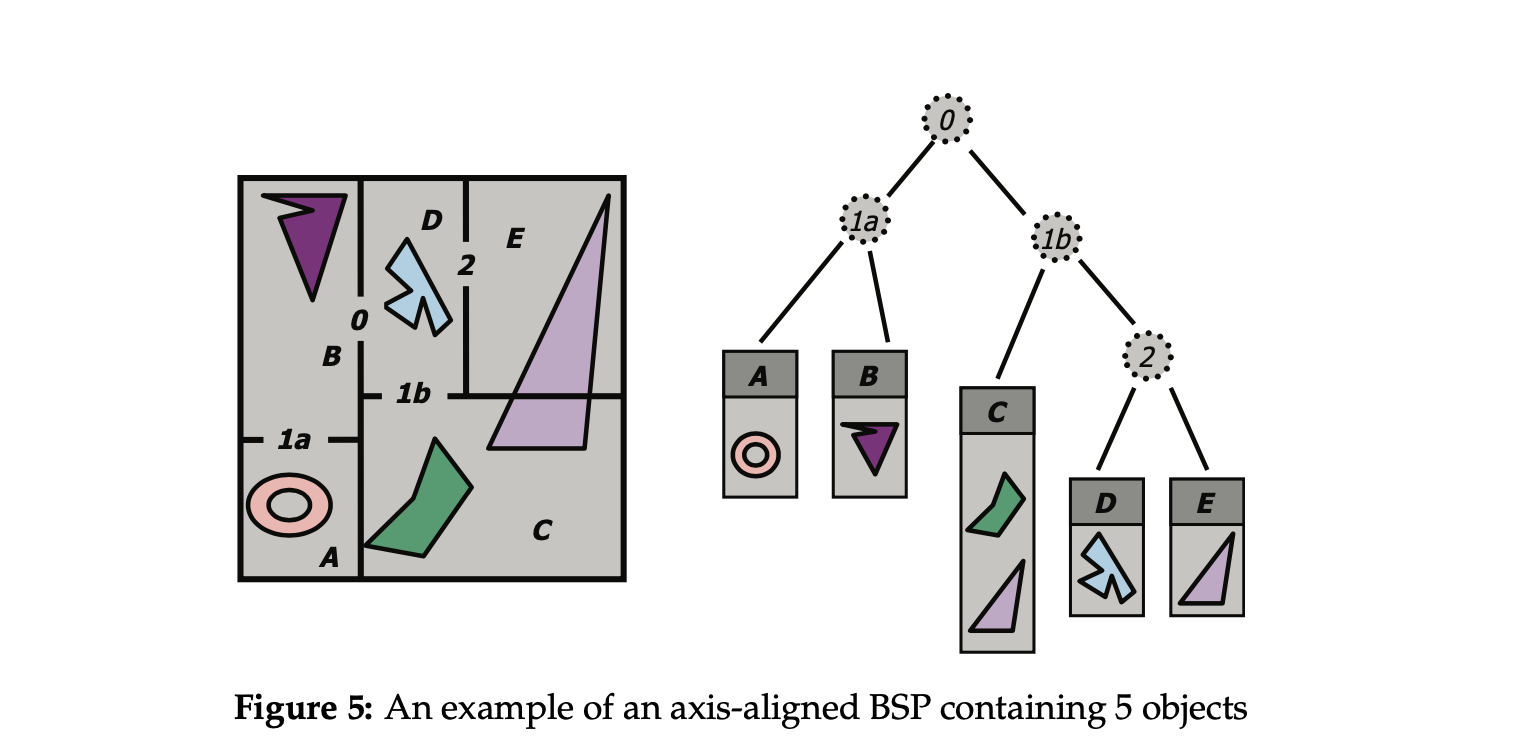 D
E
2
0
B
1b
1a
C
A
0
1a
1b
2
A
B
C
D
E
Figure 5: An example of an axis-aligned BSP containing 5 objects